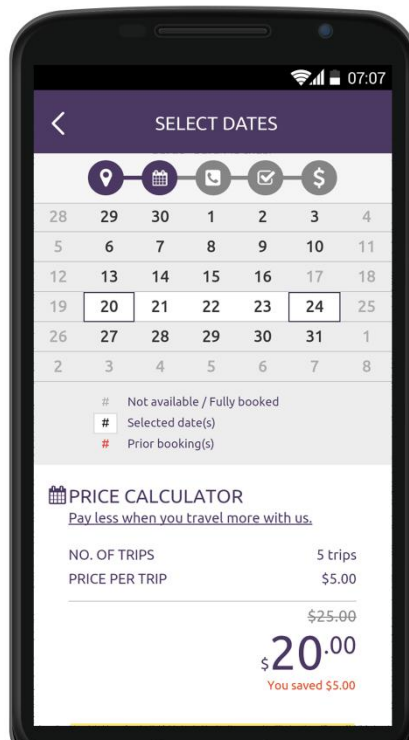 07:07
SELECT DATES
$
28 29 30 1 2 3 4
5 6 7 8 9 10 11
12 13 14 15 16 17 18
19 20 21 22 23 24 25
26 27 28 29 30 31 1
2 3 4 5 6 7 8
# Not available / Fully booked
# Selected date(s)
# Prior booking(s)
PRICE CALCULATOR
Pay less when you travel more with us.
NO. OF TRIPS 5 trips
PRICE PER TRIP $5.00
$25.00
$20.00
You saved $5.00